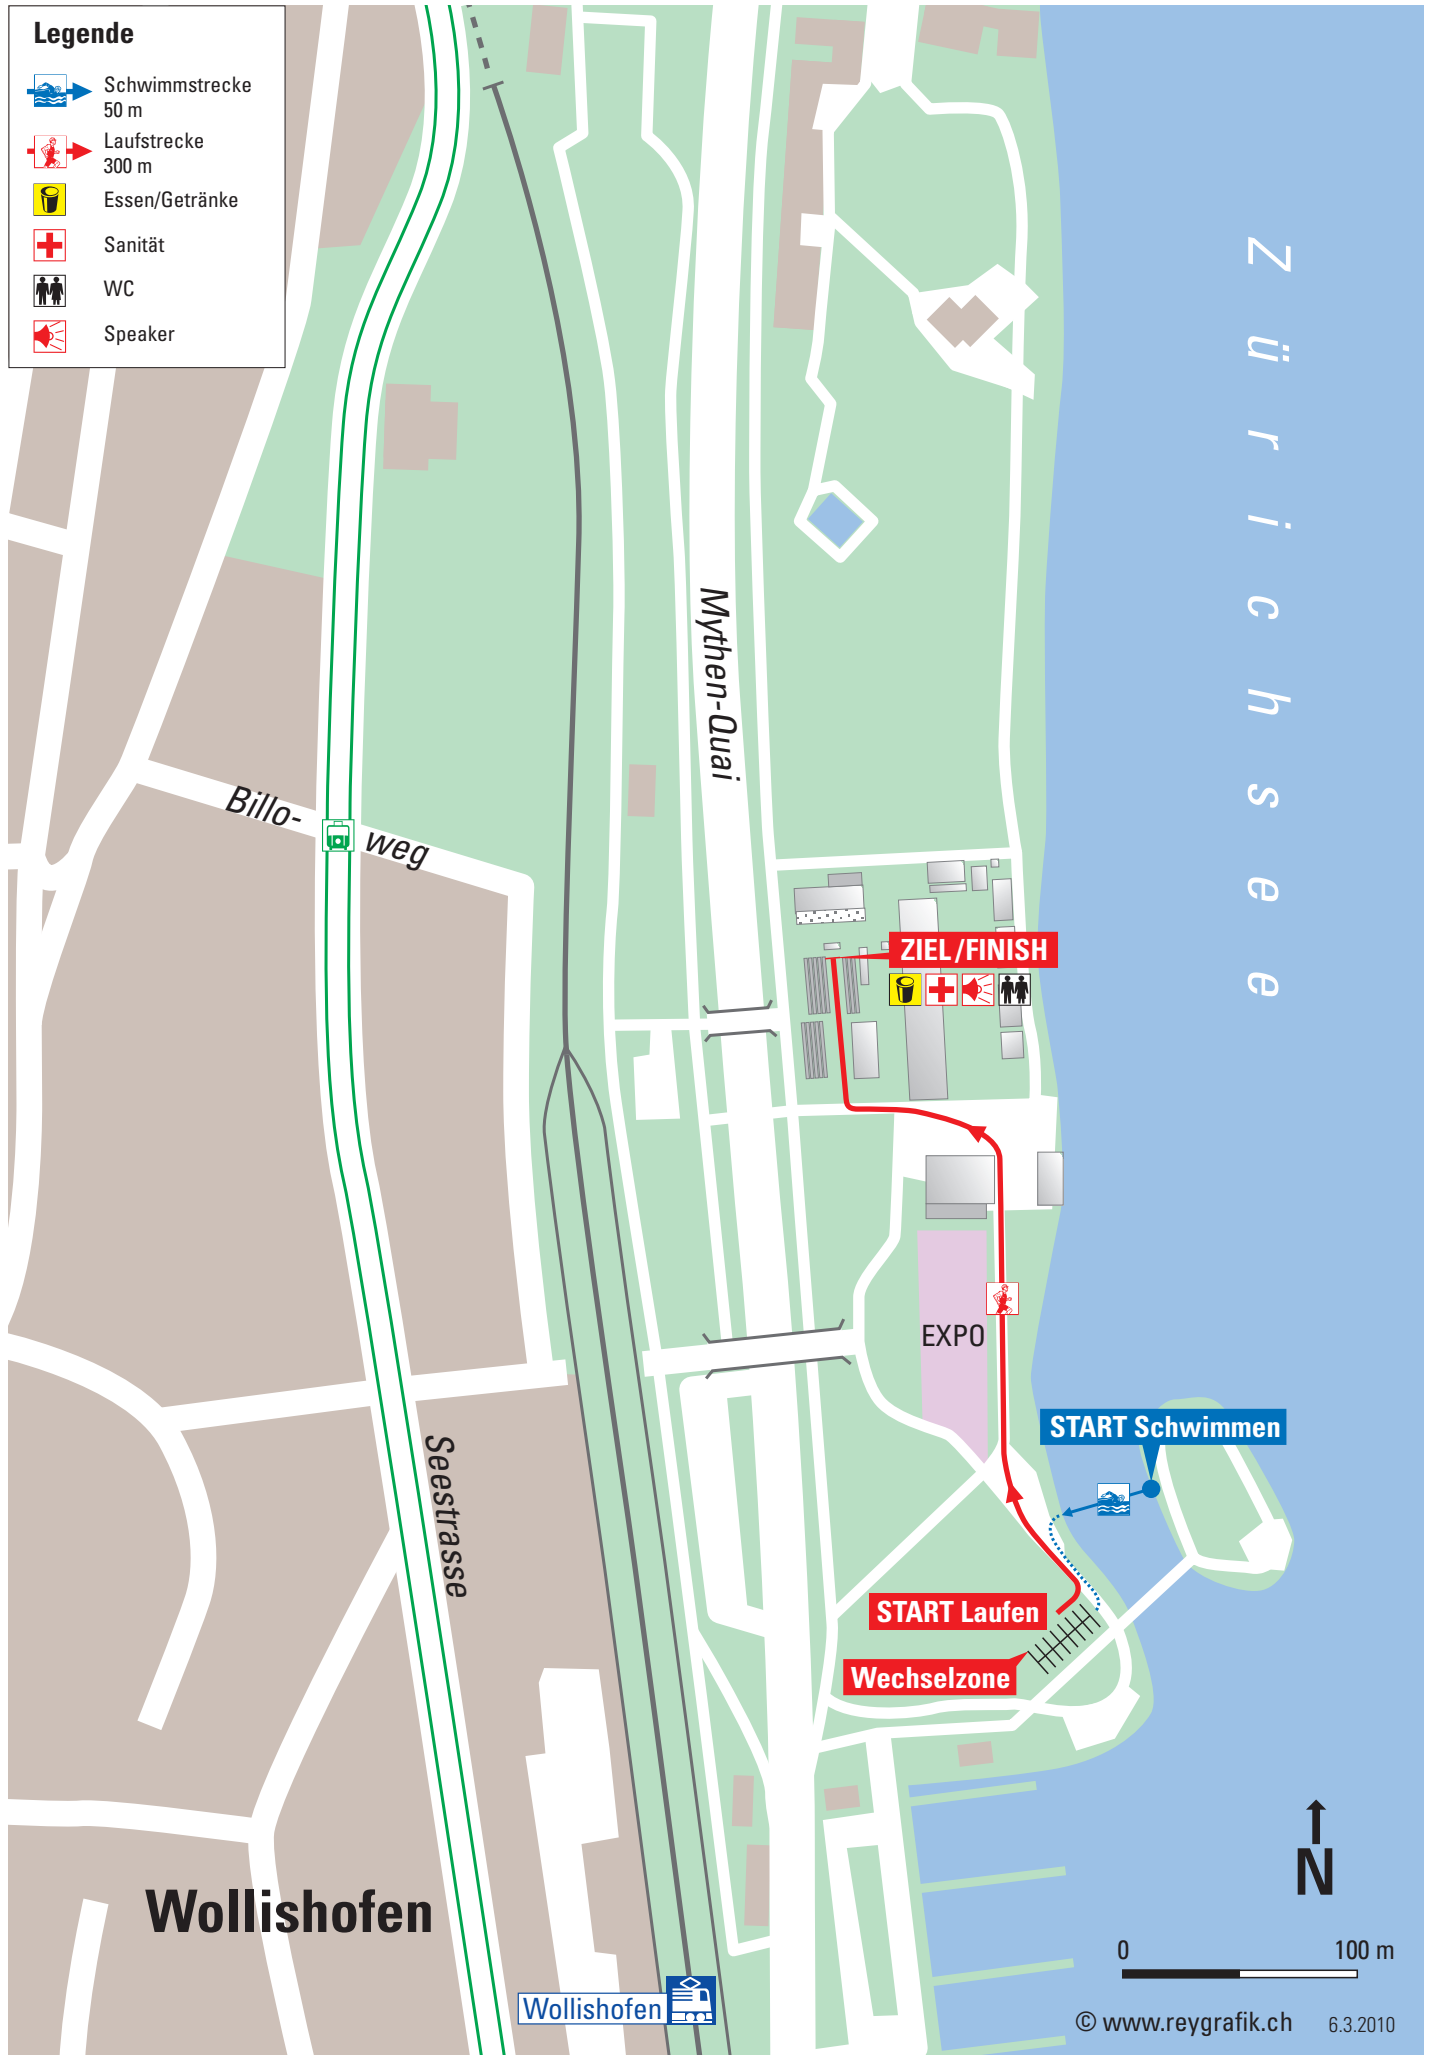 Legende
Schwimmstrecke
50 m
Laufstrecke
300 m
Essen/Getränke
Sanität
WC
Speaker
Zürichsee
Mythen-Quai
Billo-
weg
ZIEL/FINISH
EXPO
START Schwimmen
Seestrasse
START Laufen
Wechselzone
N
Wollishofen
0 100 m
Wollishofen
© www.reygrafik.ch 6.3.2010